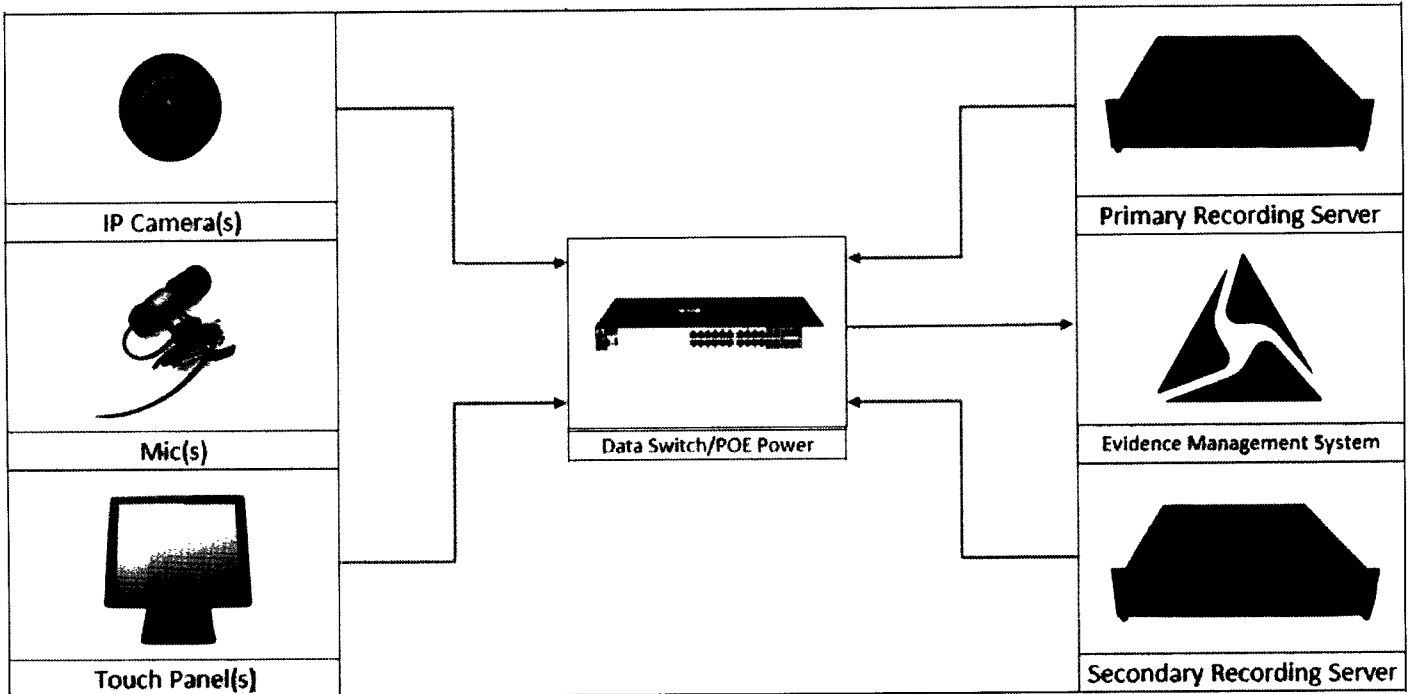 IP Camera(s)
Mic(s)
Touch Panel(s)
Data Switch/POE Power
Primary Recording Server
Evidence Management System
Secondary Recording Server